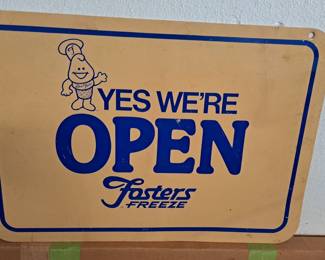 YES WE'RE
OPEN
Fosters
FREEZE